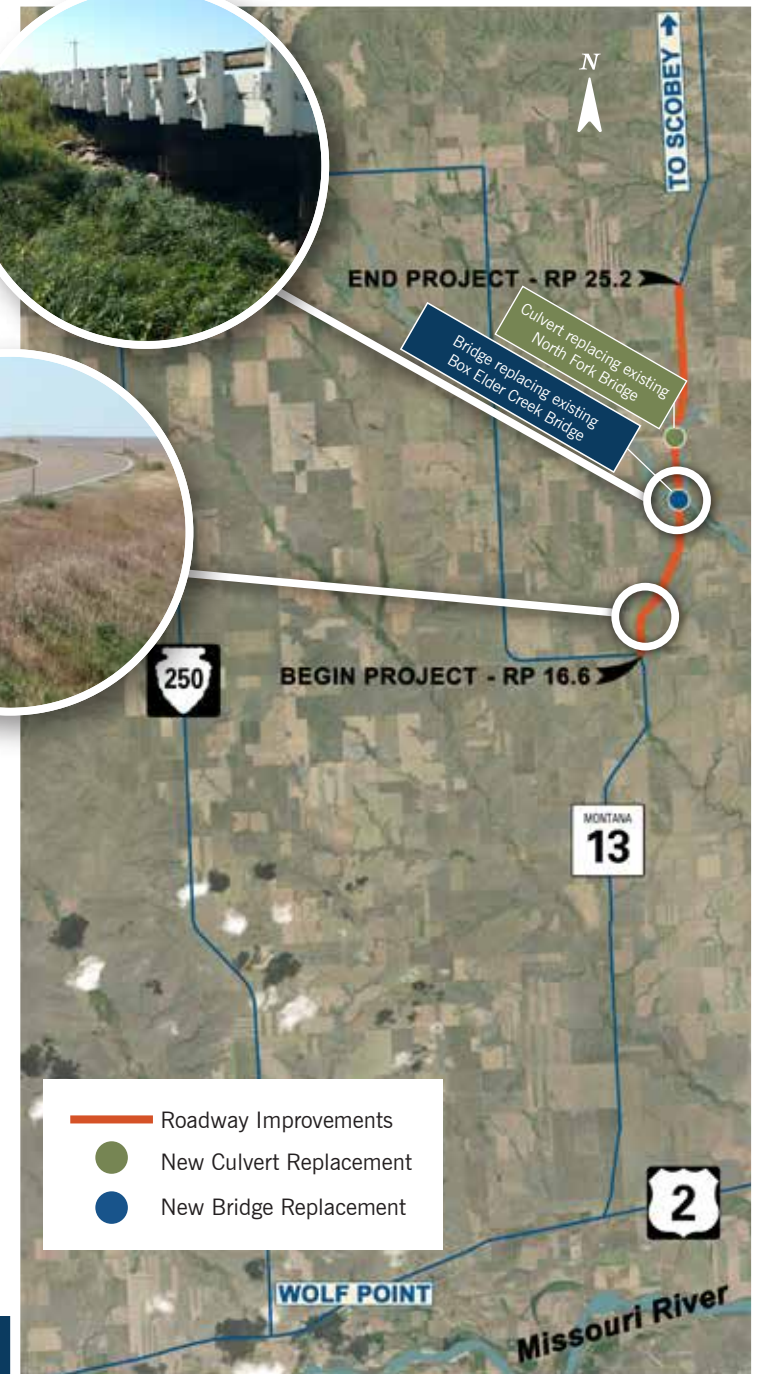 N
TO SCOBEY
END PROJECT - RP 25.2
Culvert replacing existing
North Fork Bridge
Bridge replacing existing
Box Elder Creek Bridge
250
BEGIN PROJECT - RP 16.6
MONTANA
13
Roadway Improvements
New Culvert Replacement
New Bridge Replacement
2
WOLF POINT
Missouri River